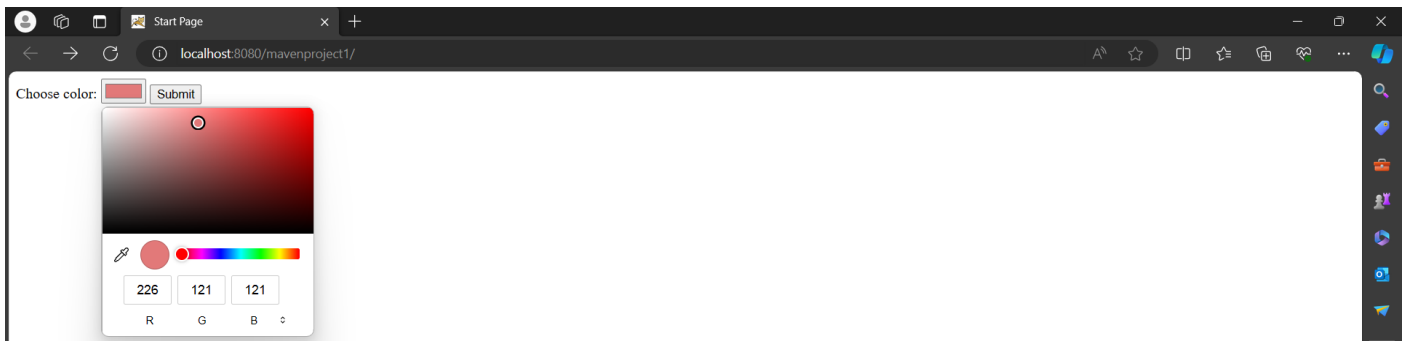 Start Page
localhost:8080/mavenproject1/
Choose color: Submit
226 121 121
R G B